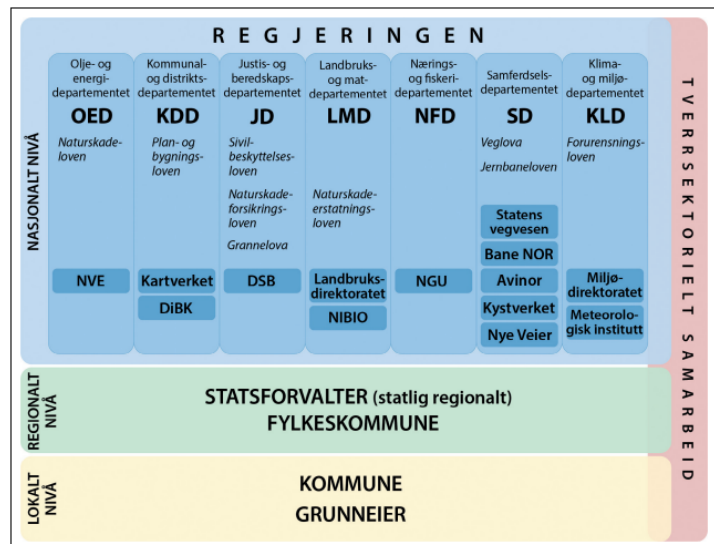 REGJERINGEN
NASJONALT NIVÅ
Olje- og
energi-
departementet
OED
Naturskade-
loven
NVE
Kommunal-
og distrikts-
departementet
KDD
Plan- og
bygnings-
loven
Kartverket
DiBK
Justis- og
beredskaps-
departementet
JD
Sivil-
beskyttelses-
loven
Naturskade-
forsikrings-
loven
Grannelova
DSB
Landbruks-
og mat-
departementet
LMD
Naturskade-
erstatnings-
loven
Landbruks-
direktoratet
NIBIO
Nærings-
og fiskeri-
departementet
NFD
NGU
Samferdsels-
departementet
SD
Veglova
Jernbaneloven
Statens
vegvesen
Bane NOR
Avinor
Kystverket
Nye Veier
Klima-
og miljø-
departementet
KLD
Forurensnings-
loven
Miljø-
direktoratet
Meteorolo-
gisk institutt
REGIONALT
NIVÅ
STATSFORVALTER (statlig regionalt)
FYLKESKOMMUNE
LOKALT
NIVÅ
KOMMUNE
GRUNNEIER
TVERRSEKTORIELT SAMARBEID